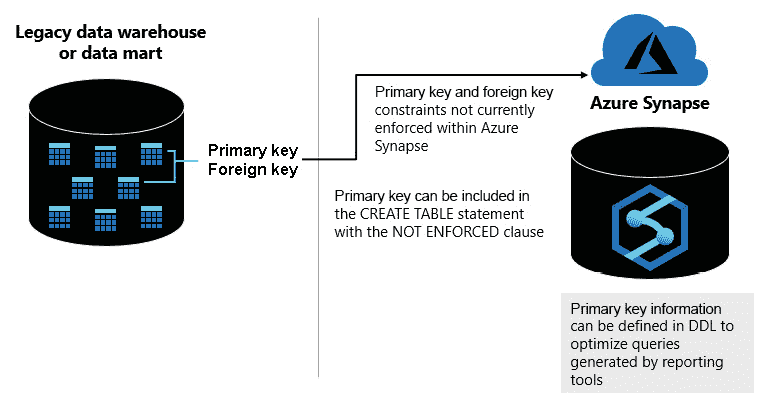 Legacy data warehouse
or data mart
Primary key
Foreign key
Primary key and foreign key
constraints not currently
enforced within Azure
Synapse
Primary key can be included in
the CREATE TABLE statement
with the NOT ENFORCED clause
Azure Synapse
Primary key information
can be defined in DDL to
optimize queries
generated by reporting
tools